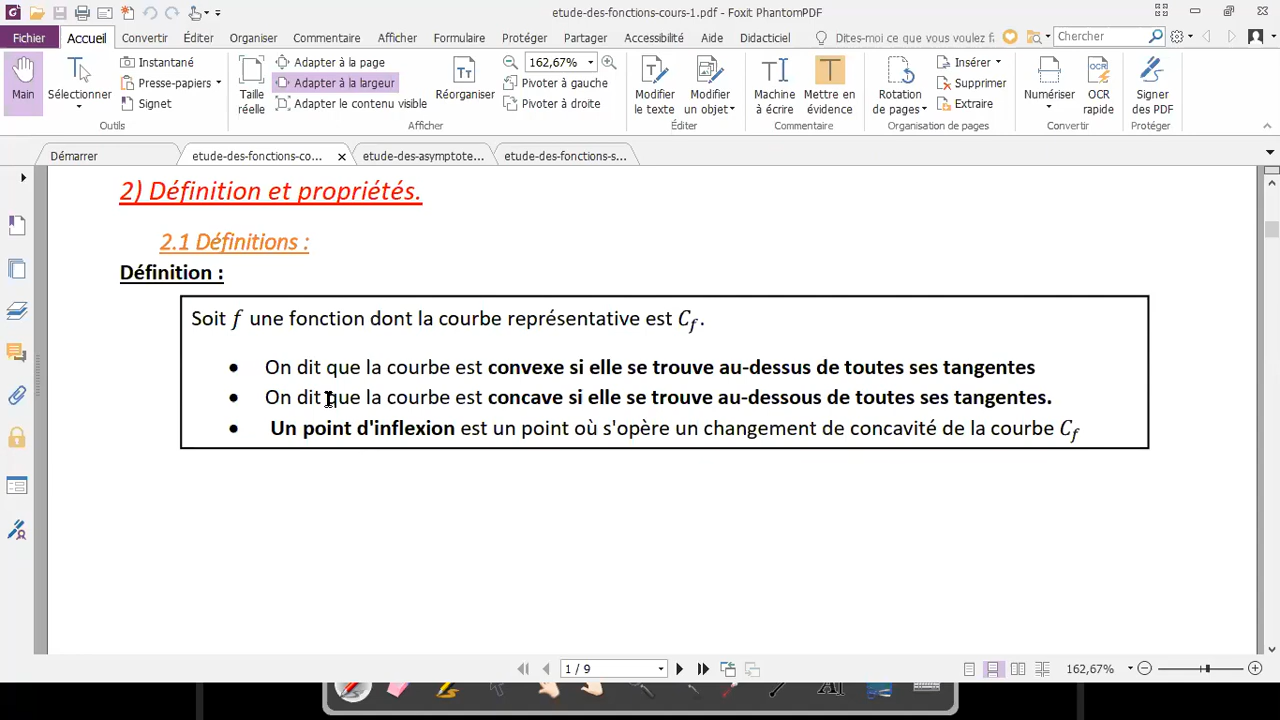 etude-des-fonctions-cours-1.pdf - Foxit PhantomPDF
Fichier Accueil Convertir Éditer Organiser Commentaire Afficher Formulaire Protéger Partager Accessibilité Aide Didacticiel Dites-moi ce que vous voulez f Chercher
Main
Sélectionner
Instantané
Presse-papiers
Signet
Outils
Taille réelle
Adapter à la page
Adapter à la largeur
Adapter le contenu visible
Réorganiser
162,67%
Pivoter à gauche
Pivoter à droite
Afficher
Modifier le texte
Modifier un objet
Éditer
Machine à écrire
Mettre en évidence
Commentaire
Rotation de pages
Insérer
Supprimer
Extraire
Organisation de pages
Numériser
OCR rapide
Convertir
Signer des PDF
Protéger
Démarrer etude-des-fonctions-co... etude-des-asymptote... etude-des-fonctions-s...
2) Définition et propriétés.
2.1 Définitions :
Définition :
Soit f une fonction dont la courbe représentative est Cf.
• On dit que la courbe est convexe si elle se trouve au-dessus de toutes ses tangentes
• On dit que la courbe est concave si elle se trouve au-dessous de toutes ses tangentes.
• Un point d'inflexion est un point où s'opère un changement de concavité de la courbe Cf
1 / 9 162,67%